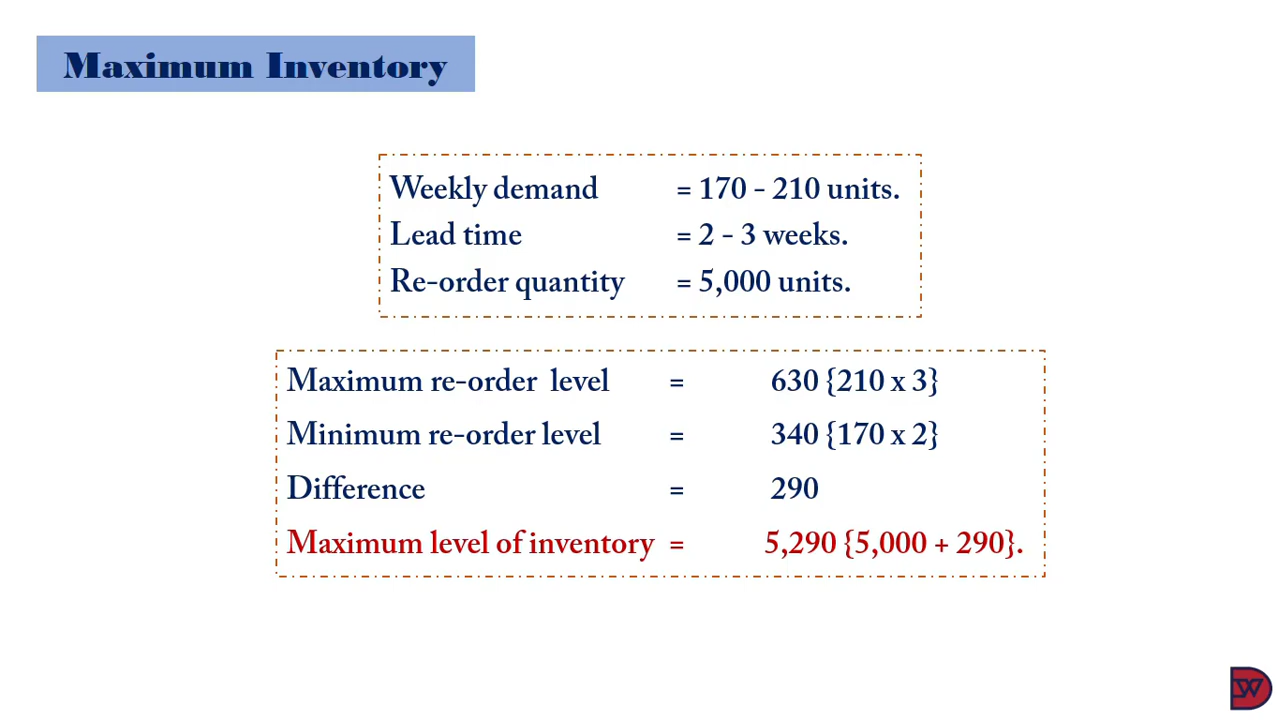 Maximum Inventory
Weekly demand = 170 - 210 units.
Lead time = 2 - 3 weeks.
Re-order quantity = 5,000 units.
Maximum re-order level = 630 {210 x 3}
Minimum re-order level = 340 {170 x 2}
Difference = 290
Maximum level of inventory = 5,290 {5,000 + 290}.
DW